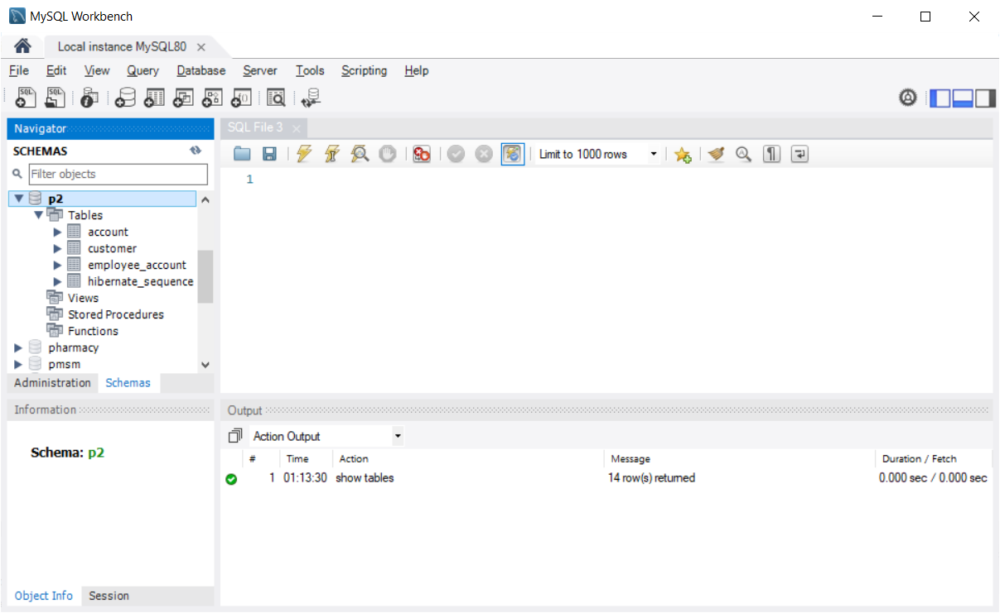 MySQL Workbench
Local instance MySQL80
File Edit View Query Database Server Tools Scripting Help
SQL SQL
Navigator
SCHEMAS
Filter objects
p2
Tables
account
customer
employee_account
hibernate_sequence
Views
Stored Procedures
Functions
pharmacy
pmsm
Administration Schemas
Information
Schema: p2
Object Info Session
SQL File 3
Limit to 1000 rows
1
Output
Action Output
# Time Action Message Duration / Fetch
1 01:13:30 show tables 14 row(s) returned 0.000 sec / 0.000 sec